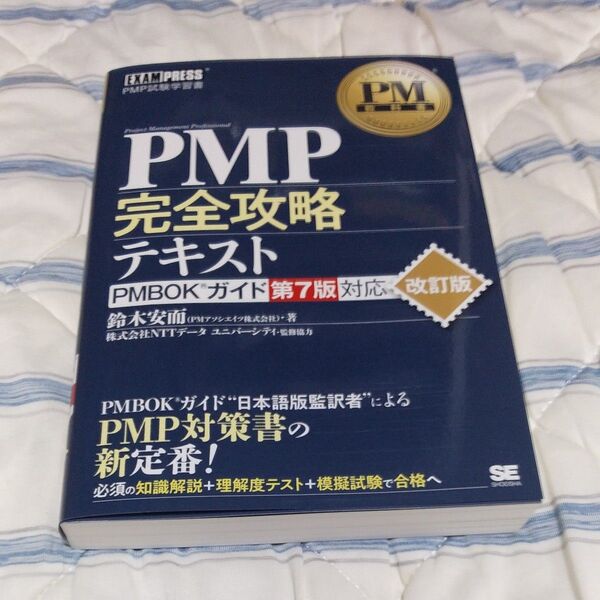 EXAMPRESS®
PMP試験学習書
PM
教科書
Project Management Professional
PMP
完全攻略
テキスト
PMBOK®ガイド 第7版 対応 改訂版
鈴木安而(PMアソシエイツ株式会社)・著
株式会社NTTデータ ユニバーシティ・監修協力
PMBOK®ガイド“日本語版監訳者”による
PMP対策書の
新定番!
必須の知識解説+理解度テスト+模擬試験で合格へ
SE
SHOEISHA